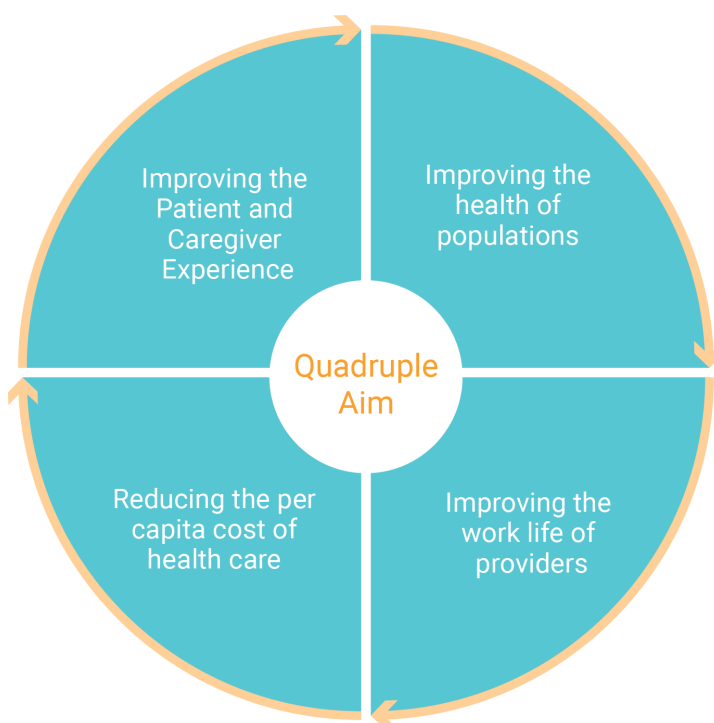 Improving the
Patient and
Caregiver
Experience
Improving the
health of
populations
Quadruple
Aim
Reducing the per
capita cost of
health care
Improving the
work life of
providers